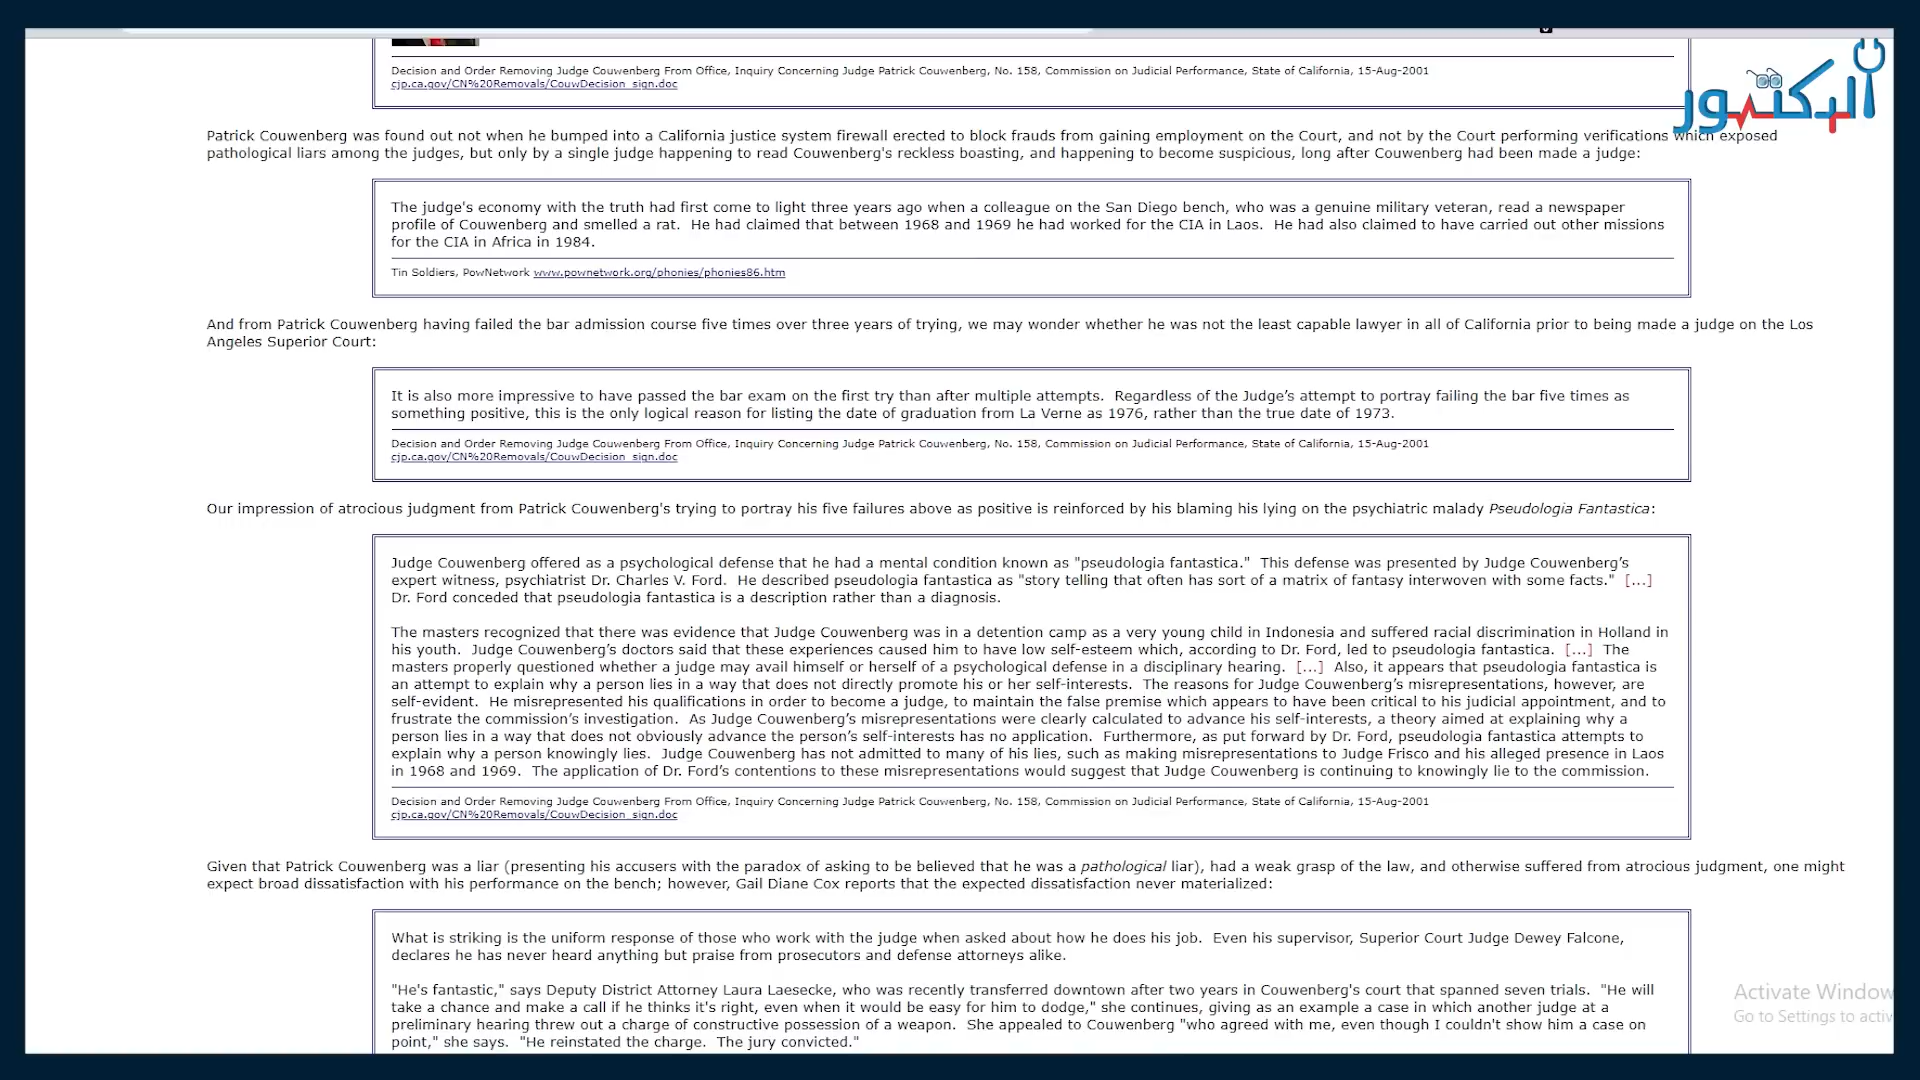 Decision and Order Removing Judge Couwenberg From Office, Inquiry Concerning Judge Patrick Couwenberg, No. 158, Commission on Judicial Performance, State of California, 15-Aug-2001
cjp.ca.gov/CN%20Removals/CouwDecision_sign.doc
الدكتور
Patrick Couwenberg was found out not when he bumped into a California justice system firewall erected to block frauds from gaining employment on the Court, and not by the Court performing verifications which exposed
pathological liars among the judges, but only by a single judge happening to read Couwenberg's reckless boasting, and happening to become suspicious, long after Couwenberg had been made a judge:
The judge's economy with the truth had first come to light three years ago when a colleague on the San Diego bench, who was a genuine military veteran, read a newspaper
profile of Couwenberg and smelled a rat.  He had claimed that between 1968 and 1969 he had worked for the CIA in Laos.  He had also claimed to have carried out other missions
for the CIA in Africa in 1984.
Tin Soldiers, PowNetwork www.pownetwork.org/phonies/phonies86.htm
And from Patrick Couwenberg having failed the bar admission course five times over three years of trying, we may wonder whether he was not the least capable lawyer in all of California prior to being made a judge on the Los
Angeles Superior Court:
It is also more impressive to have passed the bar exam on the first try than after multiple attempts.  Regardless of the Judge’s attempt to portray failing the bar five times as
something positive, this is the only logical reason for listing the date of graduation from La Verne as 1976, rather than the true date of 1973.
Decision and Order Removing Judge Couwenberg From Office, Inquiry Concerning Judge Patrick Couwenberg, No. 158, Commission on Judicial Performance, State of California, 15-Aug-2001
cjp.ca.gov/CN%20Removals/CouwDecision_sign.doc
Our impression of atrocious judgment from Patrick Couwenberg's trying to portray his five failures above as positive is reinforced by his blaming his lying on the psychiatric malady Pseudologia Fantastica:
Judge Couwenberg offered as a psychological defense that he had a mental condition known as "pseudologia fantastica."  This defense was presented by Judge Couwenberg’s
expert witness, psychiatrist Dr. Charles V. Ford.  He described pseudologia fantastica as "story telling that often has sort of a matrix of fantasy interwoven with some facts."  [...]
Dr. Ford conceded that pseudologia fantastica is a description rather than a diagnosis.
The masters recognized that there was evidence that Judge Couwenberg was in a detention camp as a very young child in Indonesia and suffered racial discrimination in Holland in
his youth.  Judge Couwenberg’s doctors said that these experiences caused him to have low self-esteem which, according to Dr. Ford, led to pseudologia fantastica.  [...]  The
masters properly questioned whether a judge may avail himself or herself of a psychological defense in a disciplinary hearing.  [...]  Also, it appears that pseudologia fantastica is
an attempt to explain why a person lies in a way that does not directly promote his or her self-interests.  The reasons for Judge Couwenberg’s misrepresentations, however, are
self-evident.  He misrepresented his qualifications in order to become a judge, to maintain the false premise which appears to have been critical to his judicial appointment, and to
frustrate the commission’s investigation.  As Judge Couwenberg’s misrepresentations were clearly calculated to advance his self-interests, a theory aimed at explaining why a
person lies in a way that does not obviously advance the person’s self-interests has no application.  Furthermore, as put forward by Dr. Ford, pseudologia fantastica attempts to
explain why a person knowingly lies.  Judge Couwenberg has not admitted to many of his lies, such as making misrepresentations to Judge Frisco and his alleged presence in Laos
in 1968 and 1969.  The application of Dr. Ford’s contentions to these misrepresentations would suggest that Judge Couwenberg is continuing to knowingly lie to the commission.
Decision and Order Removing Judge Couwenberg From Office, Inquiry Concerning Judge Patrick Couwenberg, No. 158, Commission on Judicial Performance, State of California, 15-Aug-2001
cjp.ca.gov/CN%20Removals/CouwDecision_sign.doc
Given that Patrick Couwenberg was a liar (presenting his accusers with the paradox of asking to be believed that he was a pathological liar), had a weak grasp of the law, and otherwise suffered from atrocious judgment, one might
expect broad dissatisfaction with his performance on the bench; however, Gail Diane Cox reports that the expected dissatisfaction never materialized:
What is striking is the uniform response of those who work with the judge when asked about how he does his job.  Even his supervisor, Superior Court Judge Dewey Falcone,
declares he has never heard anything but praise from prosecutors and defense attorneys alike.
"He's fantastic," says Deputy District Attorney Laura Laesecke, who was recently transferred downtown after two years in Couwenberg's court that spanned seven trials.  "He will
take a chance and make a call if he thinks it's right, even when it would be easy for him to dodge," she continues, giving as an example a case in which another judge at a
preliminary hearing threw out a charge of constructive possession of a weapon.  She appealed to Couwenberg "who agreed with me, even though I couldn't show him a case on
point," she says.  "He reinstated the charge.  The jury convicted."
Activate Window
Go to Settings to activ